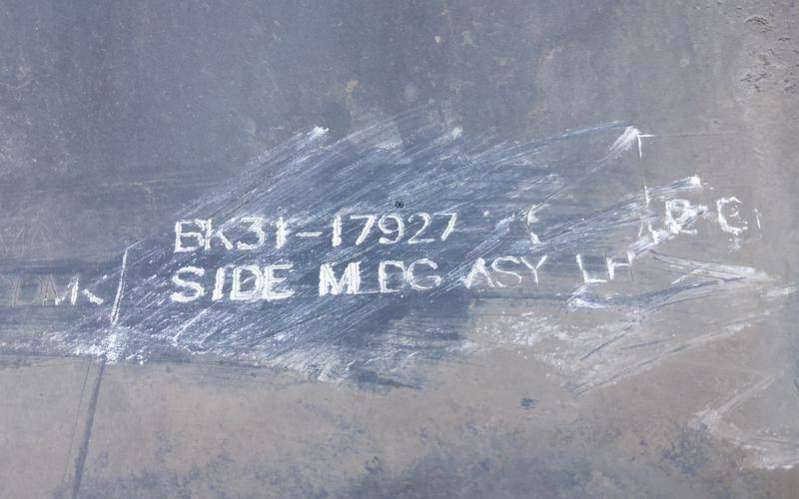 BK31-17927
SIDE MLDG ASY LH